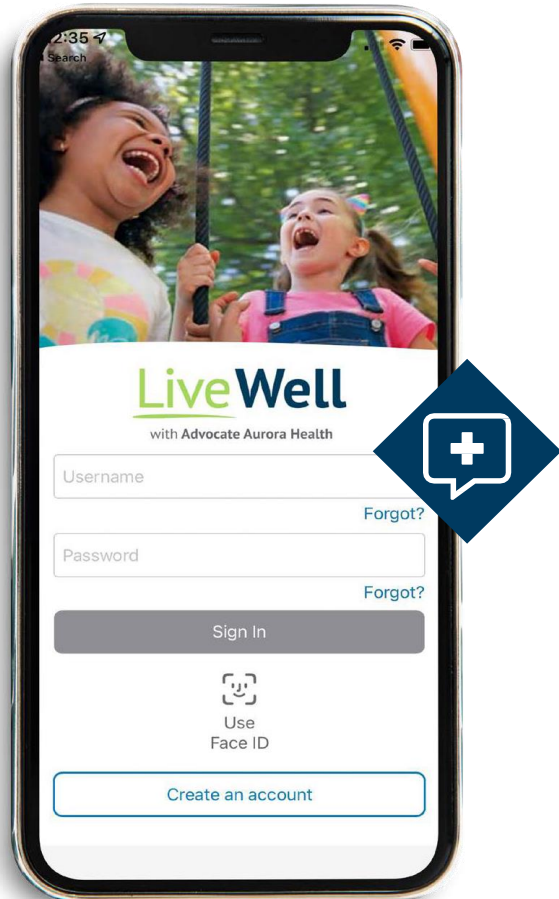 2:35
Search
LiveWell
with Advocate Aurora Health
Username
Forgot?
Password
Forgot?
Sign In
Use
Face ID
Create an account